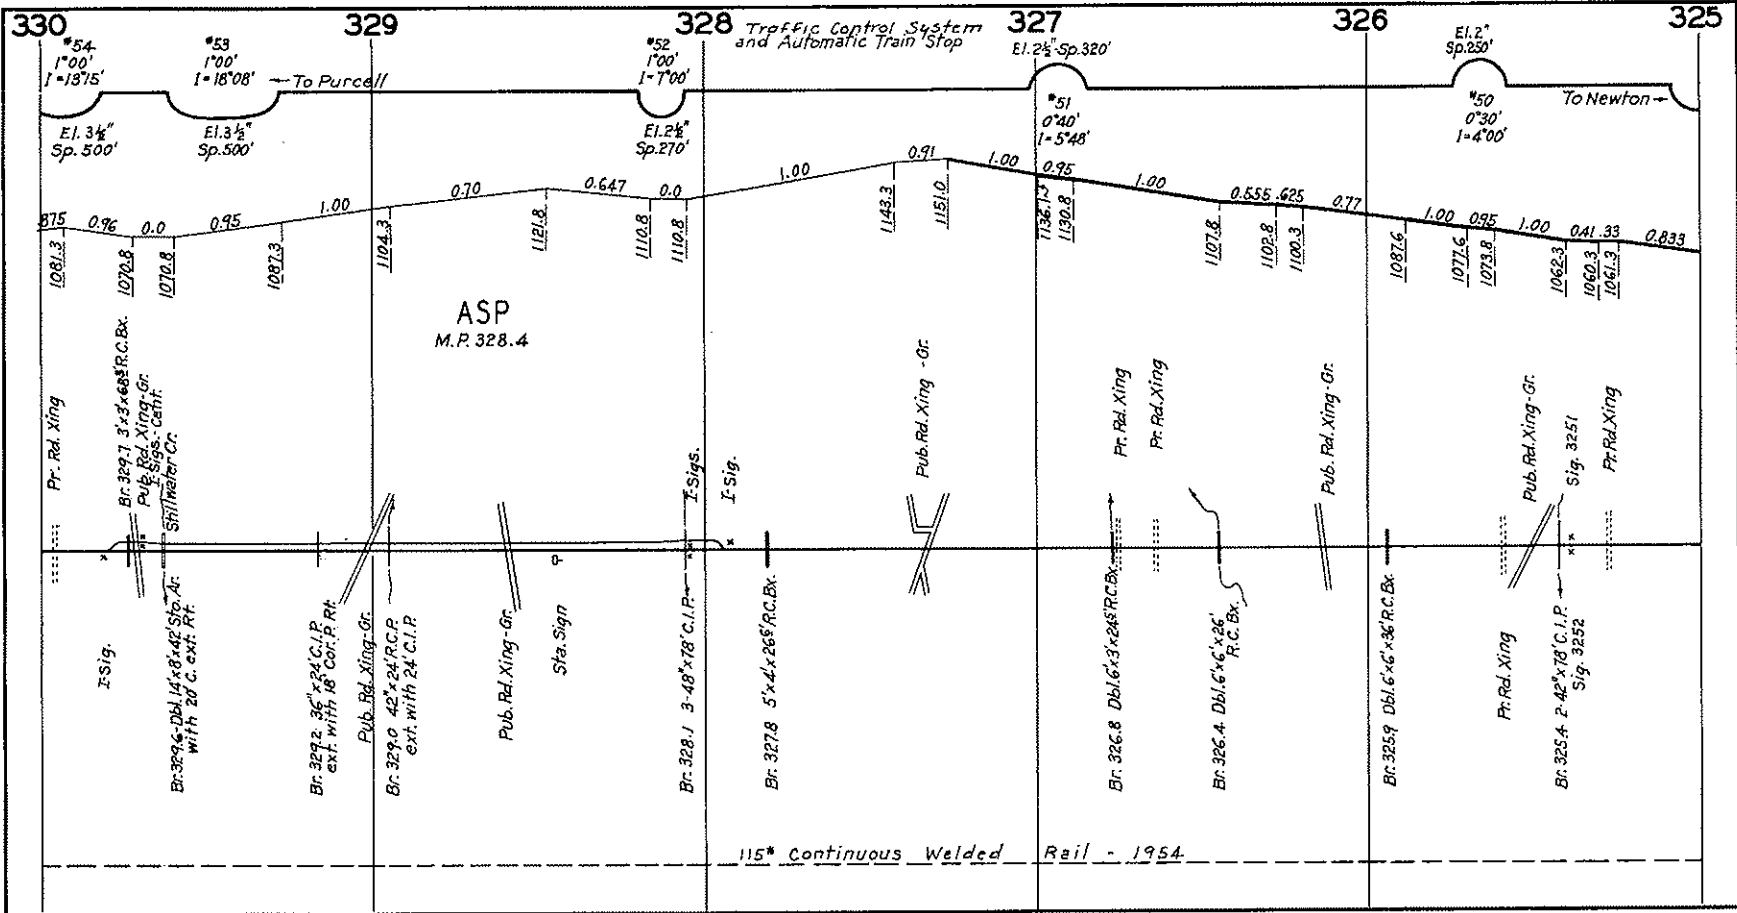 330
329
328
327
326
325
Traffic Control System
and Automatic Train Stop
#54
1°00'
I=13°15'
#53
1°00'
I=18°08'
← To Purcell
#52
1°00'
I=7°00'
El. 2½" Sp. 320'
El. 2"
Sp. 250'
To Newton →
El. 3½"
Sp. 500'
El. 3½"
Sp. 500'
El. 2½"
Sp. 270'
#51
0°40'
I=5°48'
#50
0°30'
I=4°00'
.875
0.96
0.0
0.95
1.00
0.70
0.647
0.0
1.00
0.91
1.00
0.95
1.00
0.555
.625
0.77
1.00
.095
1.00
0.41
.33
0.833
1081.3
1070.8
1070.8
1087.3
1104.3
1121.8
1110.8
1110.8
1143.3
1151.0
1136.1
1130.8
1107.8
1102.8
1100.3
1087.6
1077.6
1073.8
1062.3
1060.3
1061.3
ASP
M.P. 328.4
Pr. Rd. Xing
Br. 329.7 3'x3'x68⁵' R.C. Bx.
Pub. Rd. Xing-Gr.
I-Sigs.-Cant.
Stillwater Cr.
I-Sigs.
I-Sig.
Pub. Rd. Xing-Gr.
Pr. Rd. Xing
Pr. Rd. Xing
Pub. Rd. Xing-Gr.
Pub. Rd. Xing-Gr.
Sig. 3251
Pr. Rd. Xing
I-Sig.
Br. 329.6-Dbl. 14'x8'x42' Sto. Ar.
with 20' C. ext. Rt.
Br. 329.2 36"x24' C.I.P.
ext. with 18' Cor. P. Rt.
Pub. Rd. Xing-Gr.
Br. 329.0 42"x24' R.C.P.
ext. with 24' C.I.P.
Pub. Rd. Xing-Gr.
Sta. Sign
Br. 328.1 3-48"x78' C.I.P.
Br. 327.8 5'x4'x26⁶' R.C. Bx.
Br. 326.8 Dbl. 6'x3'x24⁵' R.C. Bx.
Br. 326.4 Dbl. 6'x6'x26'
R.C. Bx.
Br. 325.9 Dbl. 6'x6'x36' R.C. Bx.
Pr. Rd. Xing
Br. 325.4 2-42"x78' C.I.P.
Sig. 3252
115# Continuous Welded Rail - 1954